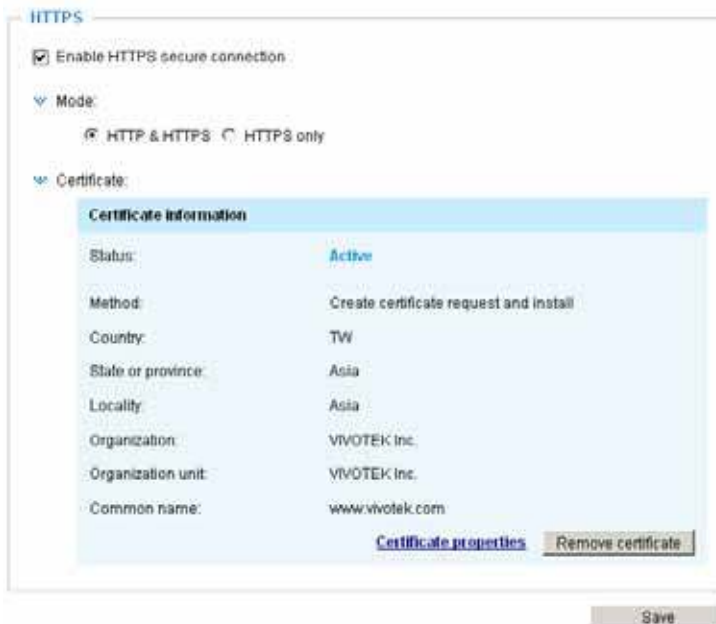 HTTPS
Enable HTTPS secure connection
Mode:
HTTP & HTTPS HTTPS only
Certificate:
Certificate information
Status: Active
Method: Create certificate request and install
Country: TW
State or province: Asia
Locality: Asia
Organization: VIVOTEK Inc.
Organization unit: VIVOTEK Inc.
Common name: www.vivotek.com
Certificate properties Remove certificate
Save